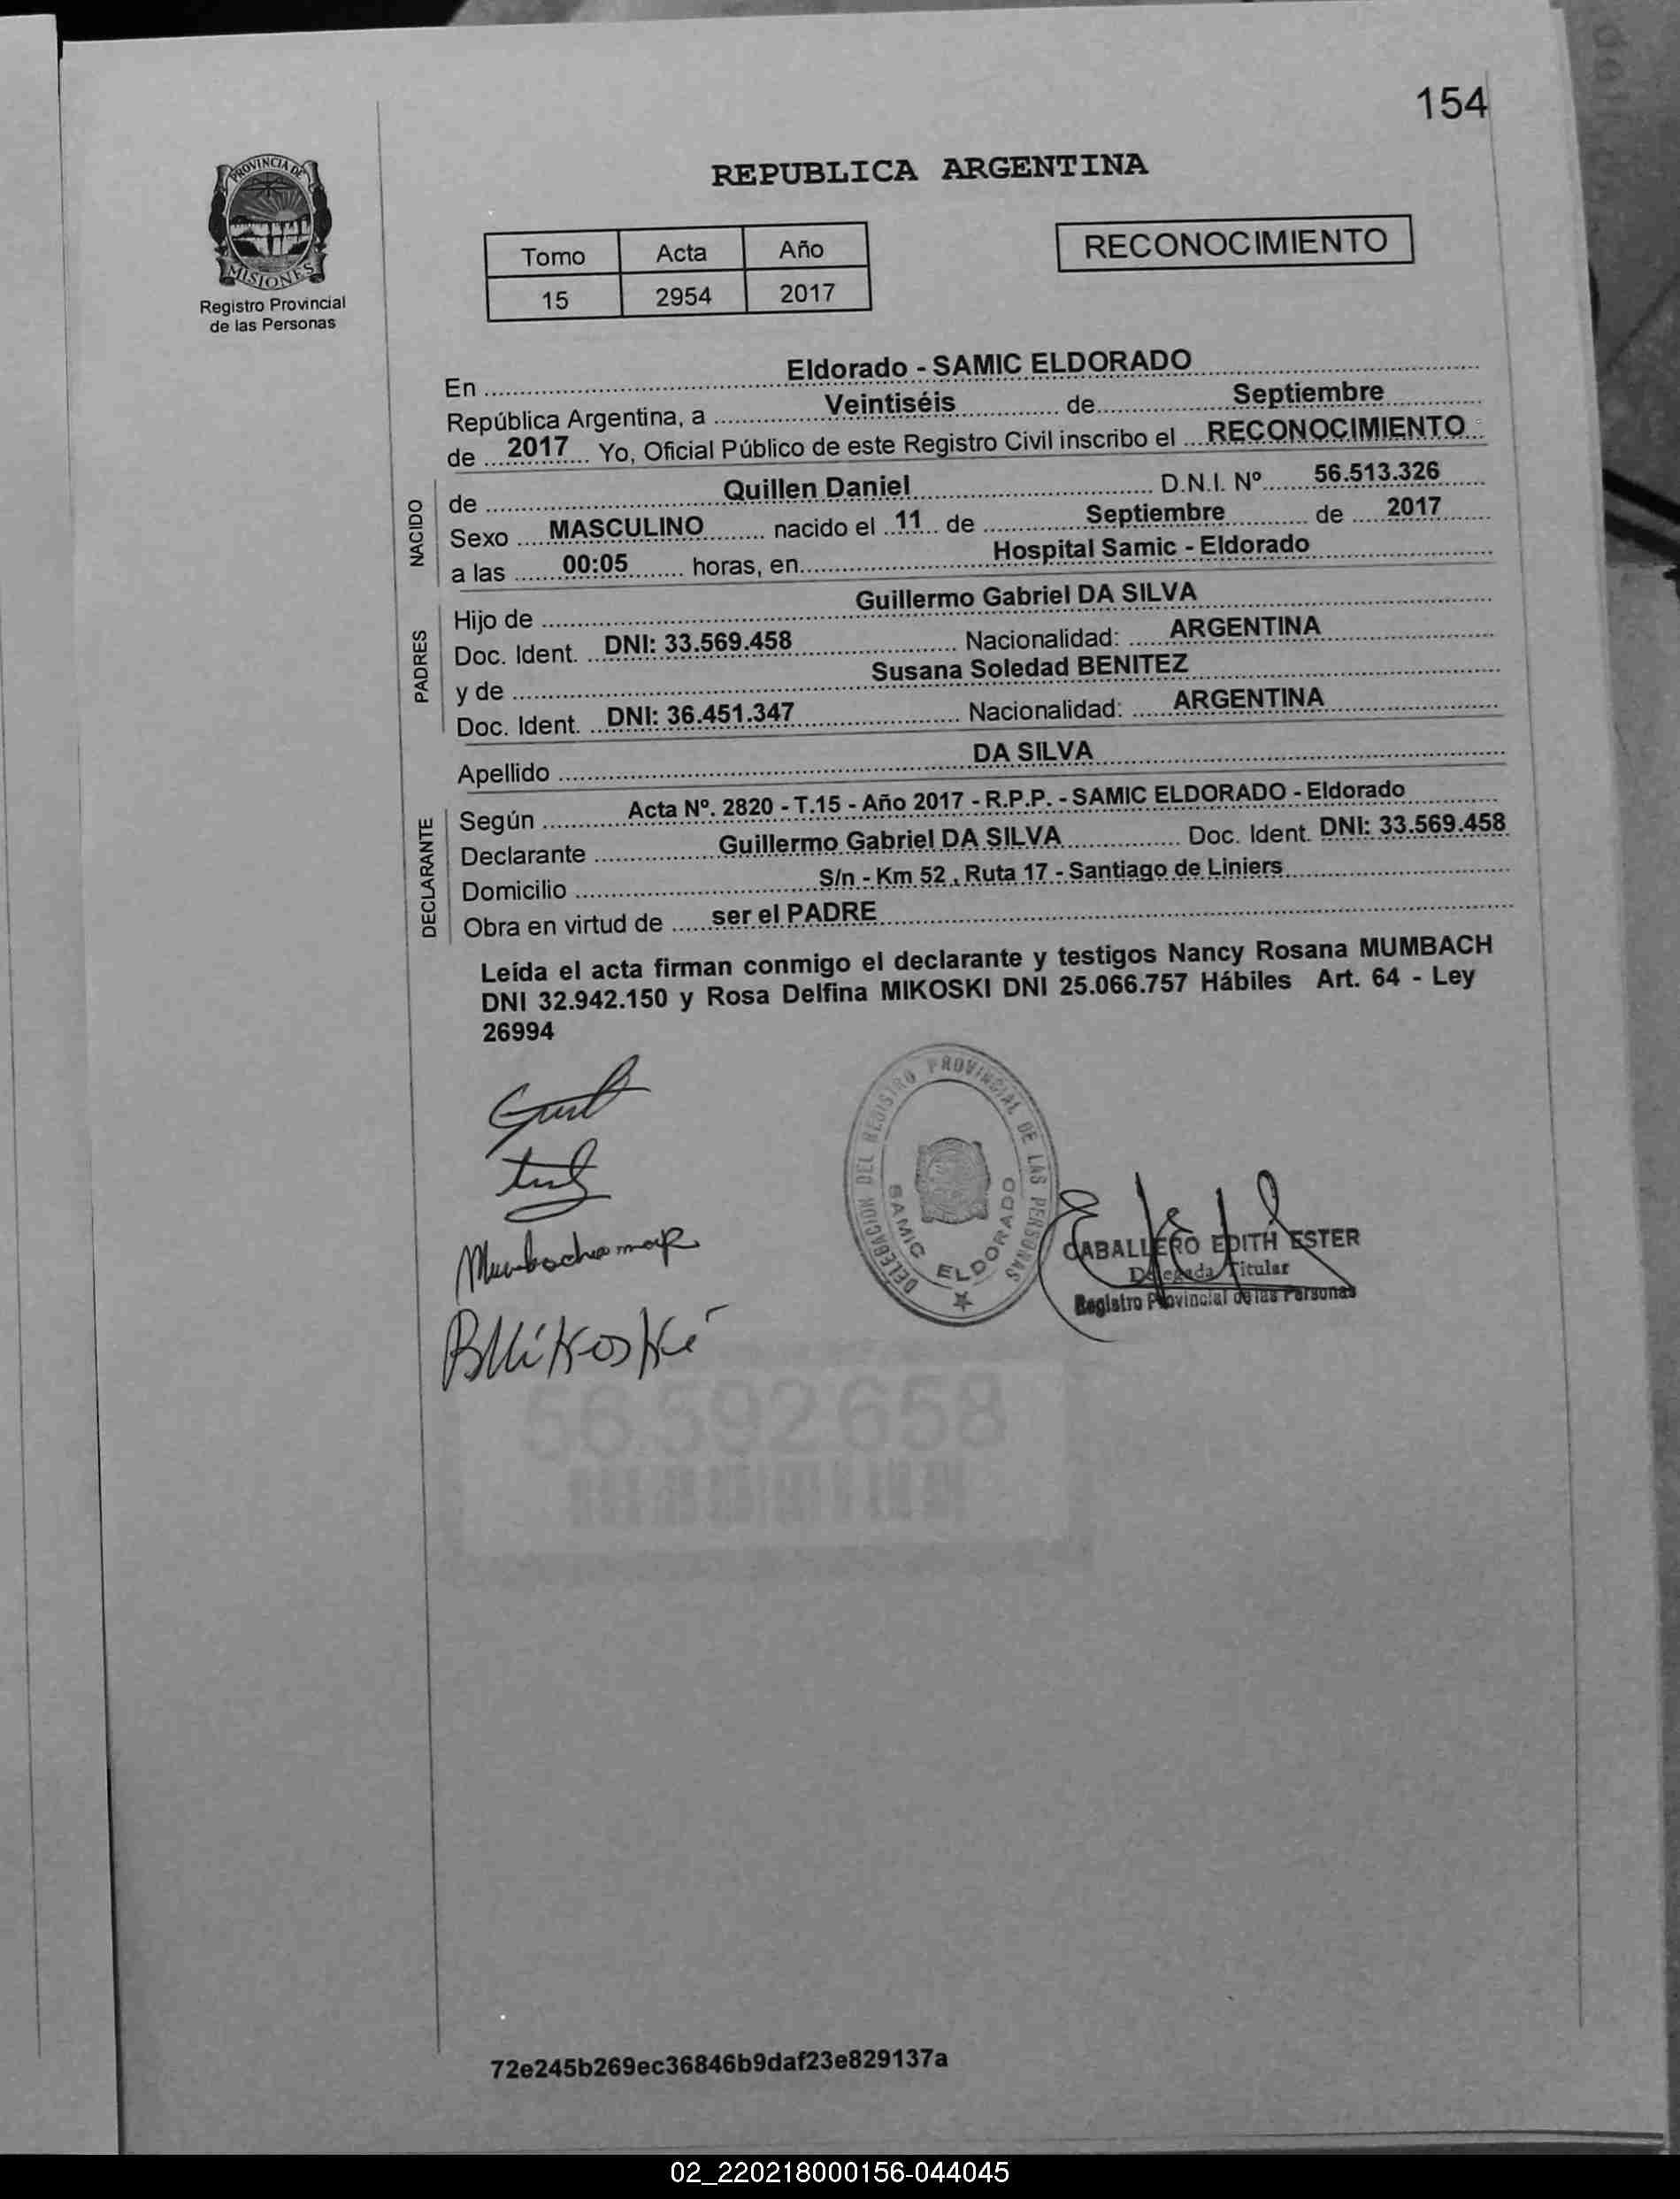 154
PROVINCIA DE
MISIONES
Registro Provincial
de las Personas
REPUBLICA ARGENTINA
Tomo Acta Año
15 2954 2017
RECONOCIMIENTO
En Eldorado - SAMIC ELDORADO
República Argentina, a Veintiséis de Septiembre
de 2017 Yo, Oficial Público de este Registro Civil inscribo el RECONOCIMIENTO
NACIDO
de Quillen Daniel D.N.I. Nº 56.513.326
Sexo MASCULINO nacido el 11 de Septiembre de 2017
a las 00:05 horas, en Hospital Samic - Eldorado
PADRES
Hijo de Guillermo Gabriel DA SILVA
Doc. Ident. DNI: 33.569.458 Nacionalidad: ARGENTINA
y de Susana Soledad BENITEZ
Doc. Ident. DNI: 36.451.347 Nacionalidad: ARGENTINA
Apellido DA SILVA
DECLARANTE
Según Acta Nº. 2820 - T.15 - Año 2017 - R.P.P. - SAMIC ELDORADO - Eldorado
Declarante Guillermo Gabriel DA SILVA Doc. Ident. DNI: 33.569.458
Domicilio S/n - Km 52 , Ruta 17 - Santiago de Liniers
Obra en virtud de ser el PADRE
Leída el acta firman conmigo el declarante y testigos Nancy Rosana MUMBACH
DNI 32.942.150 y Rosa Delfina MIKOSKI DNI 25.066.757 Hábiles Art. 64 - Ley
26994
DELEGACION DEL REGISTRO PROVINCIAL DE LAS PERSONAS
SAMIC ELDORADO
CABALLERO EDITH ESTER
Delegada Titular
Registro Provincial de las Personas
56.592.658
72e245b269ec36846b9daf23e829137a
02_220218000156-044045